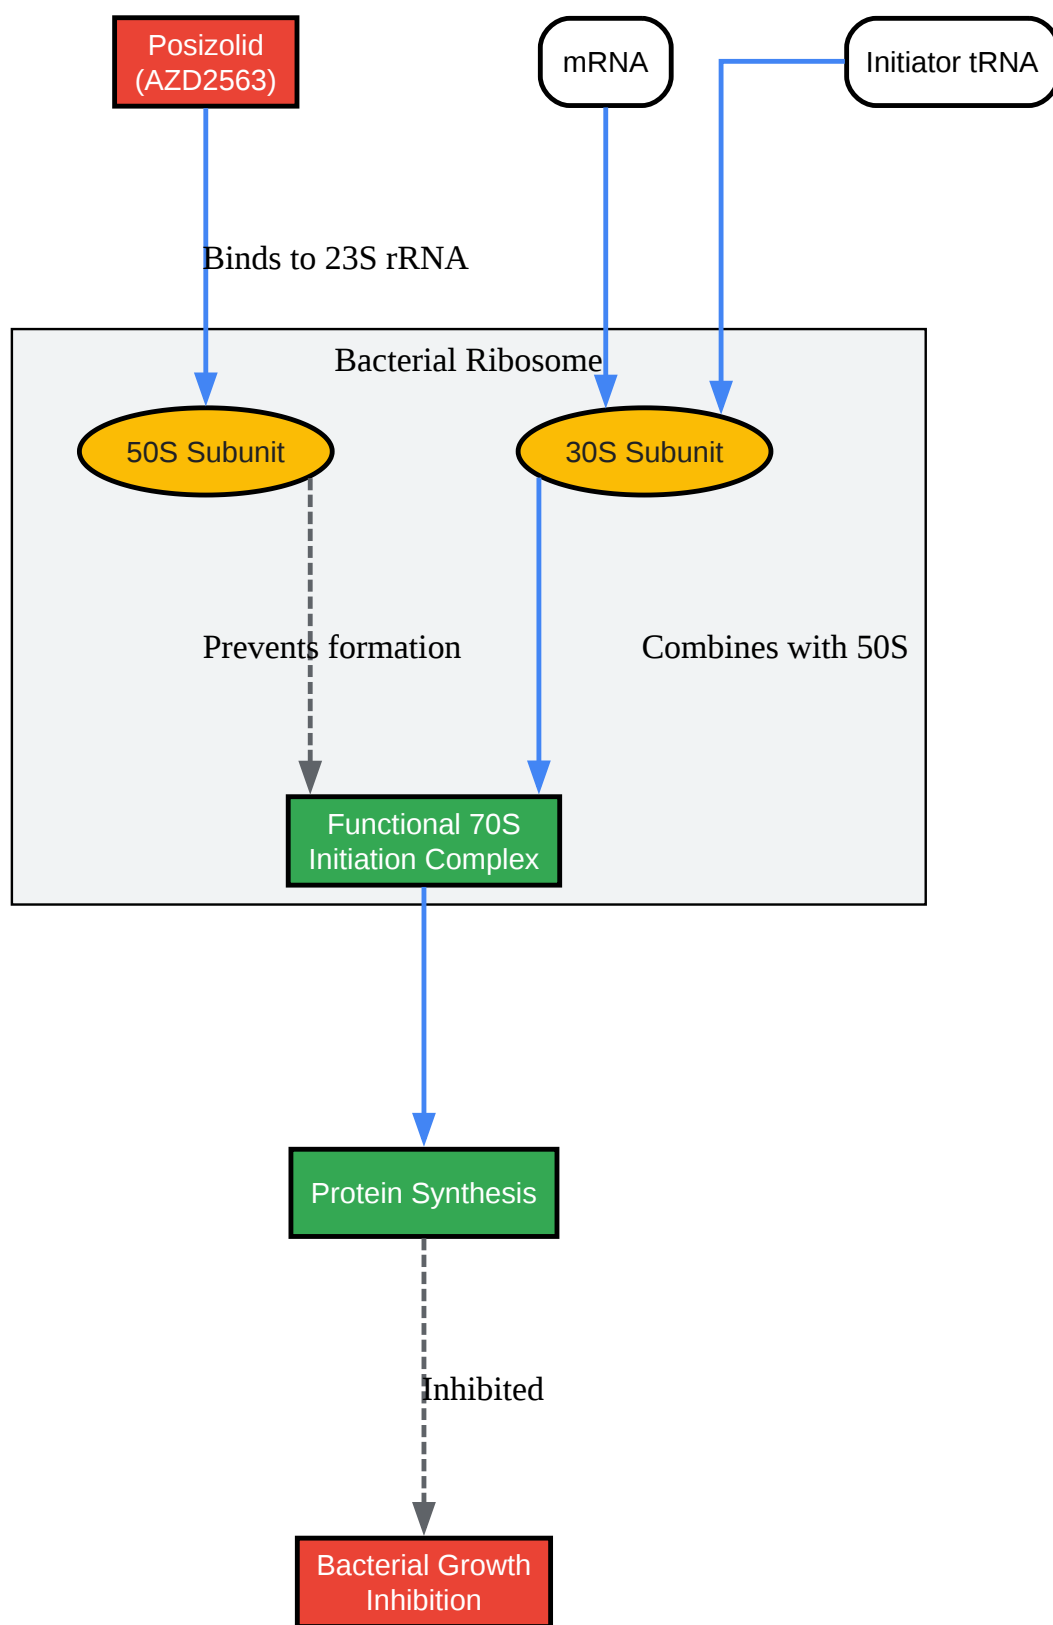 Posizolid
(AZD2563)
mRNA
Initiator tRNA
Binds to 23S rRNA
Bacterial Ribosome
50S Subunit
30S Subunit
Prevents formation
Combines with 50S
Functional 70S
Initiation Complex
Protein Synthesis
Inhibited
Bacterial Growth
Inhibition